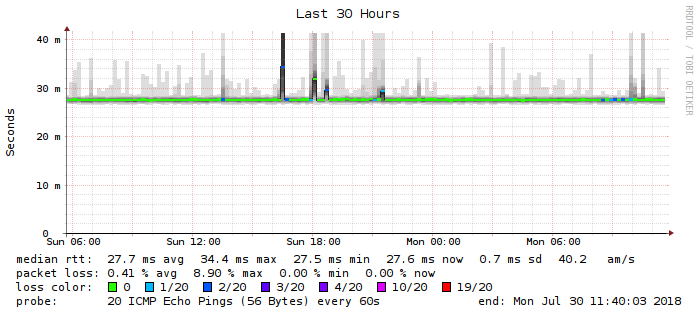 Last 30 Hours
RRDTOOL / TOBI OETIKER
Seconds
40 m
30 m
20 m
10 m
0
Sun 06:00 Sun 12:00 Sun 18:00 Mon 00:00 Mon 06:00
median rtt: 27.7 ms avg 34.4 ms max 27.5 ms min 27.6 ms now 0.7 ms sd 40.2 am/s
packet loss: 0.41 % avg 8.90 % max 0.00 % min 0.00 % now
loss color: 0 1/20 2/20 3/20 4/20 10/20 19/20
probe: 20 ICMP Echo Pings (56 Bytes) every 60s end: Mon Jul 30 11:40:03 2018